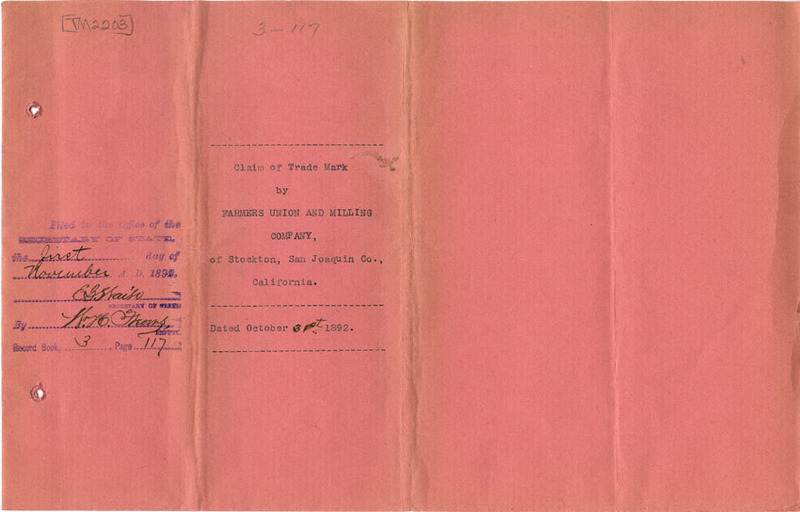 TM2203
3-117
Claim of Trade Mark
by
FARMERS UNION AND MILLING
COMPANY,
of Stockton, San Joaquin Co.,
California.
Dated October 31st 1892.
Filed in the Office of the
SECRETARY OF STATE,
the first day of
November A. D. 1892.
E G Waite
SECRETARY OF STATE
By W. H.
DEPUTY
Record Book, 3 Page 117